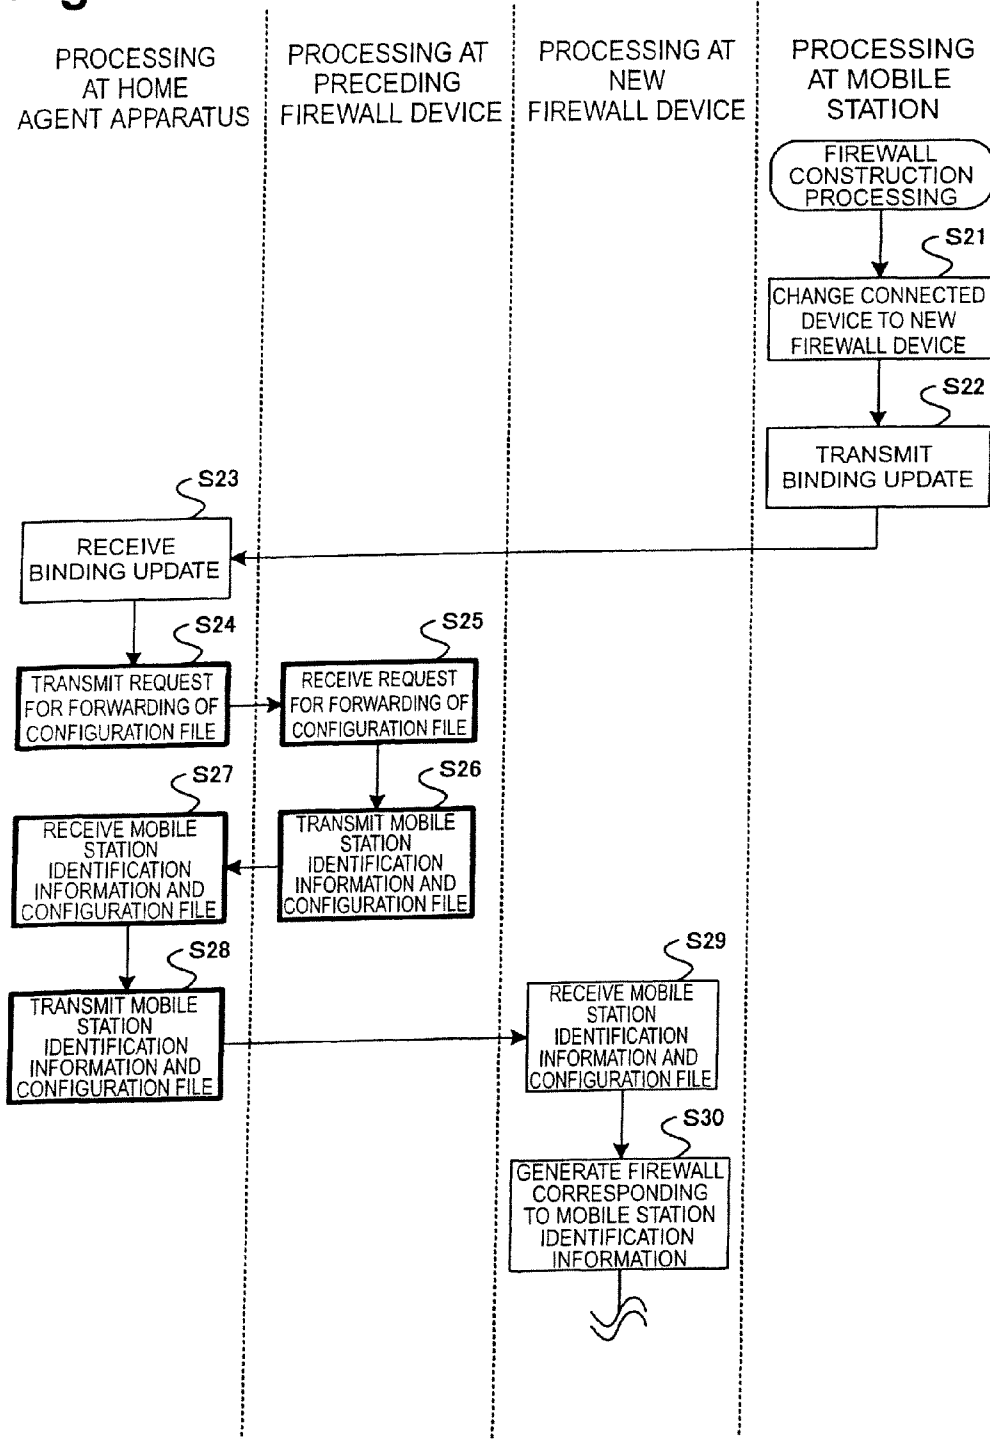 PROCESSING
AT HOME
AGENT APPARATUS
PROCESSING AT
PRECEDING
FIREWALL DEVICE
PROCESSING AT
NEW
FIREWALL DEVICE
PROCESSING
AT MOBILE
STATION
FIREWALL
CONSTRUCTION
PROCESSING
S21
CHANGE CONNECTED
DEVICE TO NEW
FIREWALL DEVICE
S22
TRANSMIT
BINDING UPDATE
S23
RECEIVE
BINDING UPDATE
S24
TRANSMIT REQUEST
FOR FORWARDING OF
CONFIGURATION FILE
S25
RECEIVE REQUEST
FOR FORWARDING OF
CONFIGURATION FILE
S26
TRANSMIT MOBILE
STATION
IDENTIFICATION
INFORMATION AND
CONFIGURATION FILE
S27
RECEIVE MOBILE
STATION
IDENTIFICATION
INFORMATION AND
CONFIGURATION FILE
S28
TRANSMIT MOBILE
STATION
IDENTIFICATION
INFORMATION AND
CONFIGURATION FILE
S29
RECEIVE MOBILE
STATION
IDENTIFICATION
INFORMATION AND
CONFIGURATION FILE
S30
GENERATE FIREWALL
CORRESPONDING
TO MOBILE STATION
IDENTIFICATION
INFORMATION